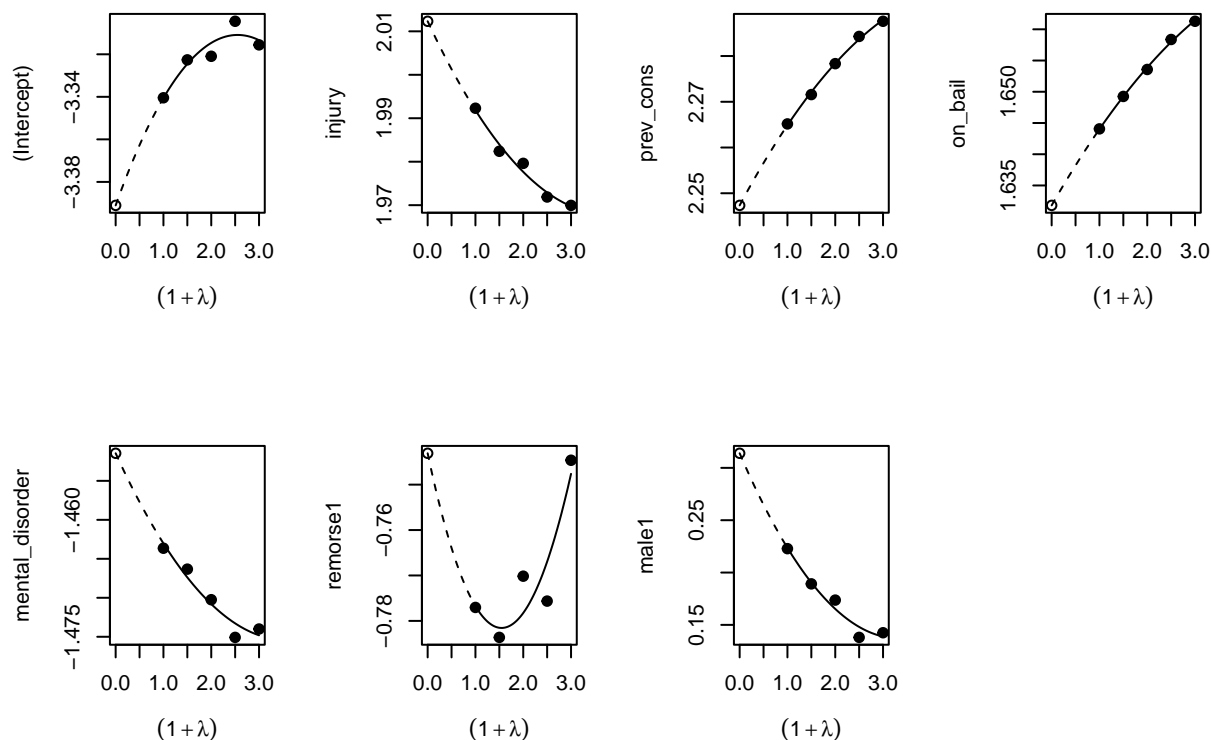 (Intercept)
−3.34
−3.38
0.0 1.0 2.0 3.0
(1+λ)
injury
2.01
1.99
1.97
0.0 1.0 2.0 3.0
(1+λ)
prev_cons
2.27
2.25
0.0 1.0 2.0 3.0
(1+λ)
on_bail
1.650
1.635
0.0 1.0 2.0 3.0
(1+λ)
mental_disorder
−1.460
−1.475
0.0 1.0 2.0 3.0
(1+λ)
remorse1
−0.76
−0.78
0.0 1.0 2.0 3.0
(1+λ)
male1
0.25
0.15
0.0 1.0 2.0 3.0
(1+λ)